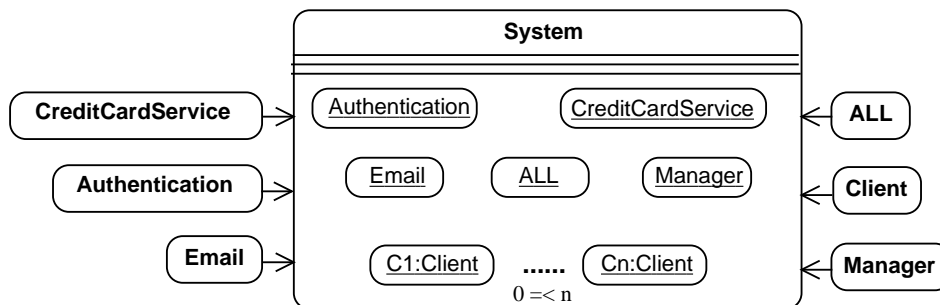 System
CreditCardService
Authentication
CreditCardService
ALL
Authentication
Email
ALL
Manager
Client
Email
C1:Client
......
Cn:Client
Manager
0 =< n